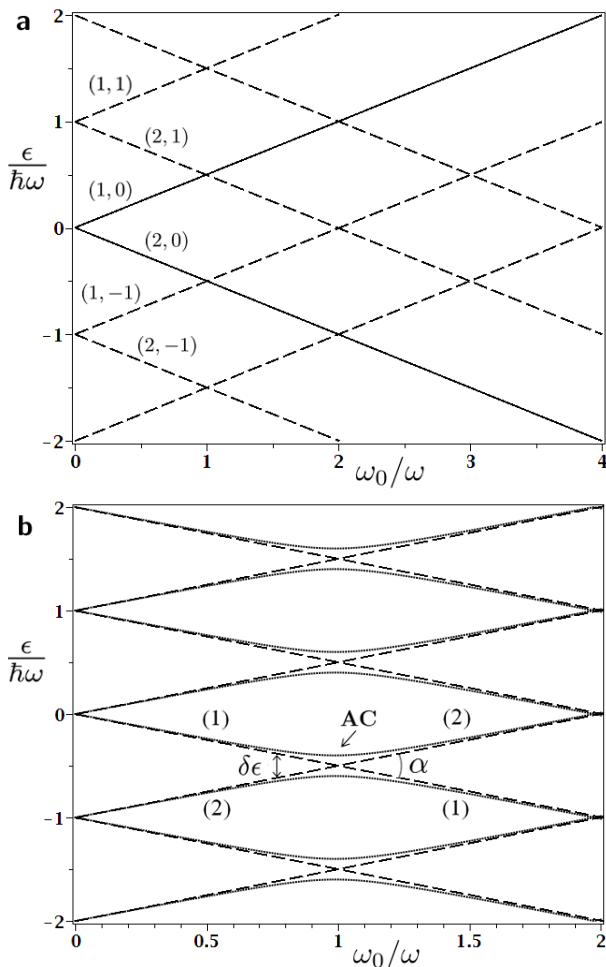 a
2
(1, 1)
1
(2, 1)
ϵ
ħω
(1, 0)
0
(2, 0)
(1, −1)
-1
(2, −1)
-2
0 1 2 3 4
ω₀/ω
b
2
1
ϵ
ħω
0
(1) AC (2)
δϵ α
(2) (1)
-1
-2
0 0.5 1 1.5 2
ω₀/ω